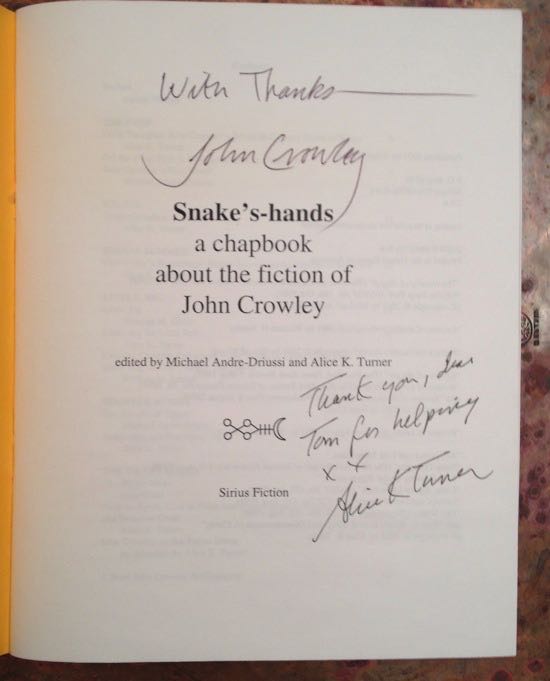 With Thanks
John Crowley
Snake's-hands
a chapbook
about the fiction of
John Crowley
edited by Michael Andre-Driussi and Alice K. Turner
Thank you, dear
Tom for helping
x x
Alice K Turner
Sirius Fiction